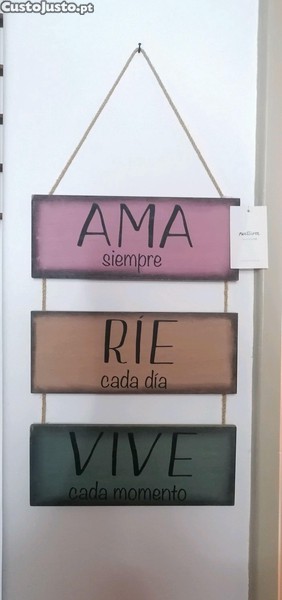 CustoJusto.pt
AMA
siempre
RÍE
cada día
VIVE
cada momento